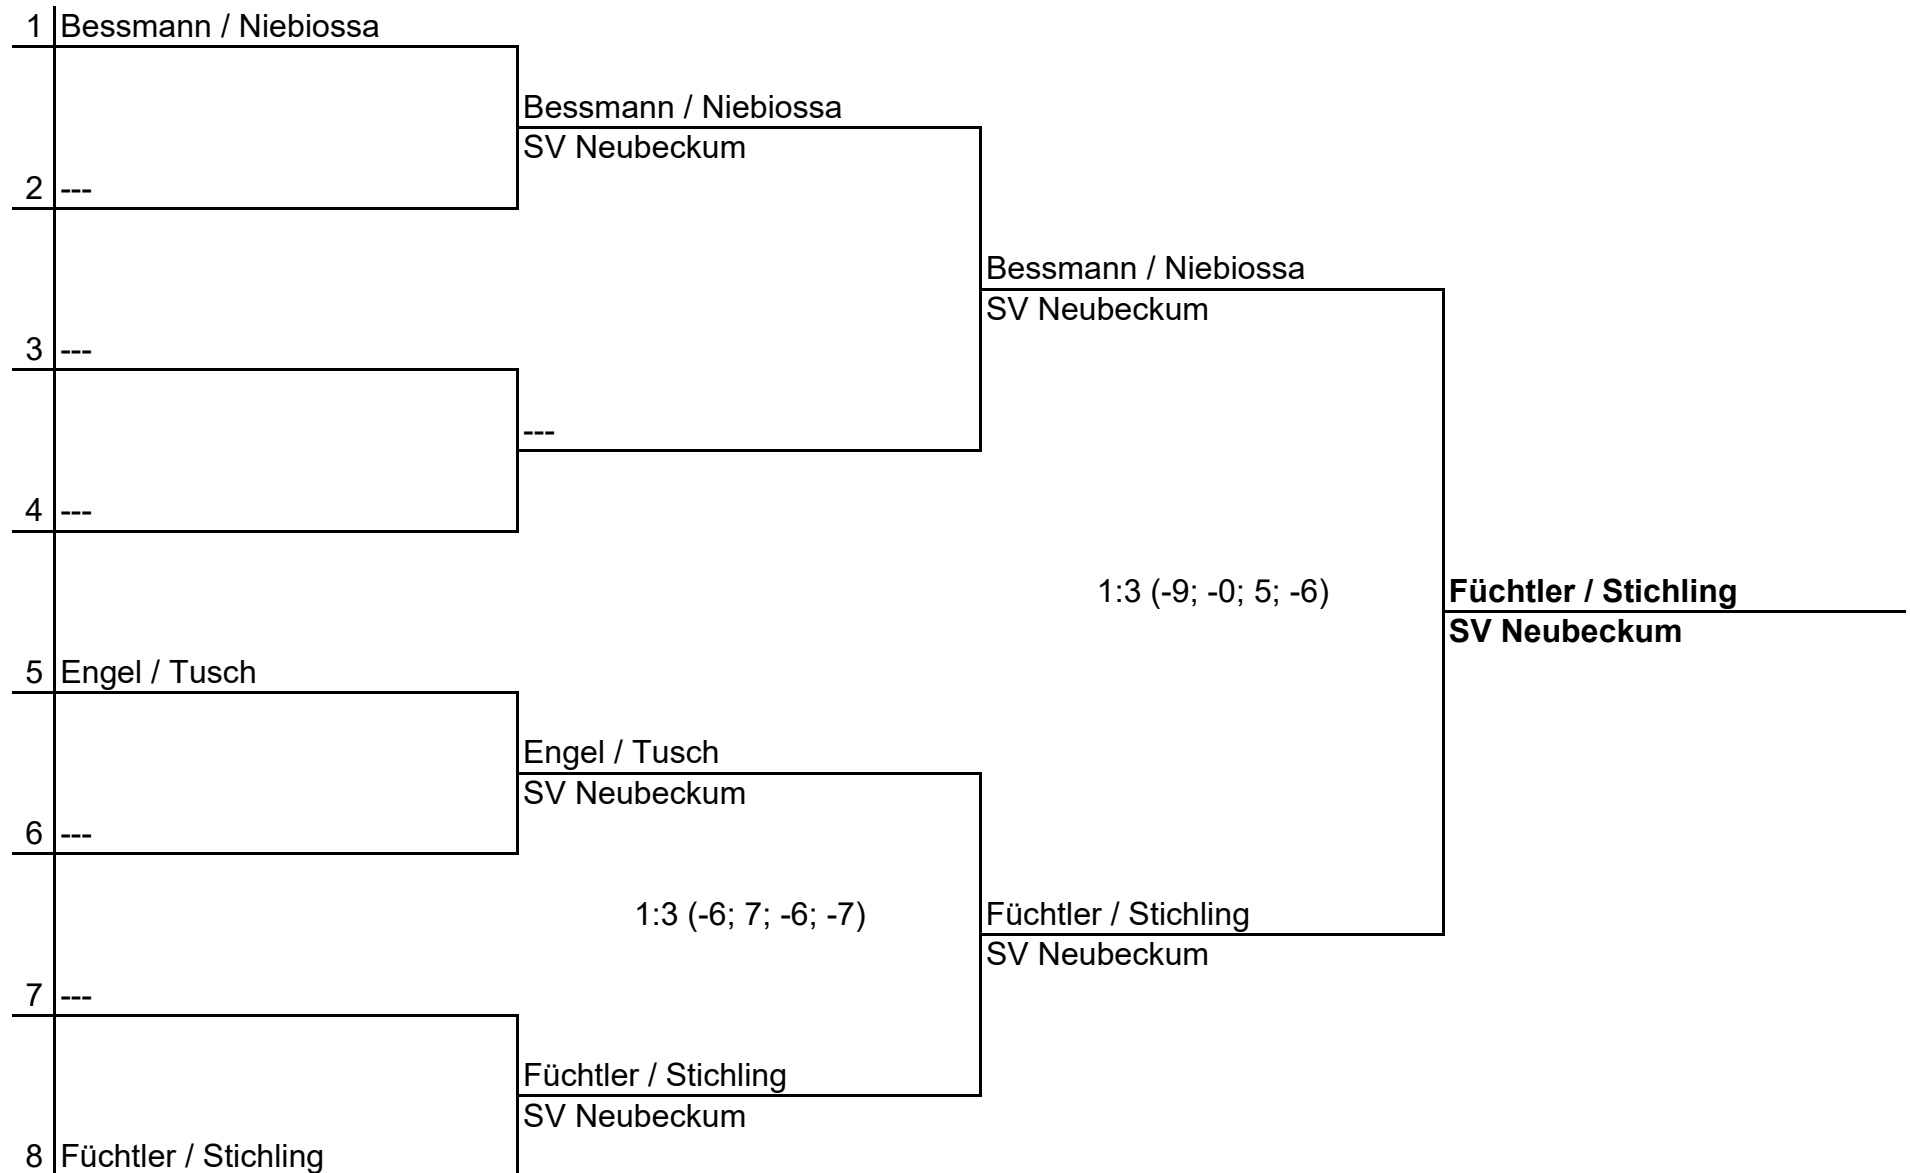 1 Bessmann / Niebiossa
Bessmann / Niebiossa
SV Neubeckum
2 ---
Bessmann / Niebiossa
SV Neubeckum
3 ---
---
4 ---
1:3 (-9; -0; 5; -6)
Füchtler / Stichling
SV Neubeckum
5 Engel / Tusch
Engel / Tusch
SV Neubeckum
6 ---
1:3 (-6; 7; -6; -7)
Füchtler / Stichling
SV Neubeckum
7 ---
Füchtler / Stichling
SV Neubeckum
8 Füchtler / Stichling